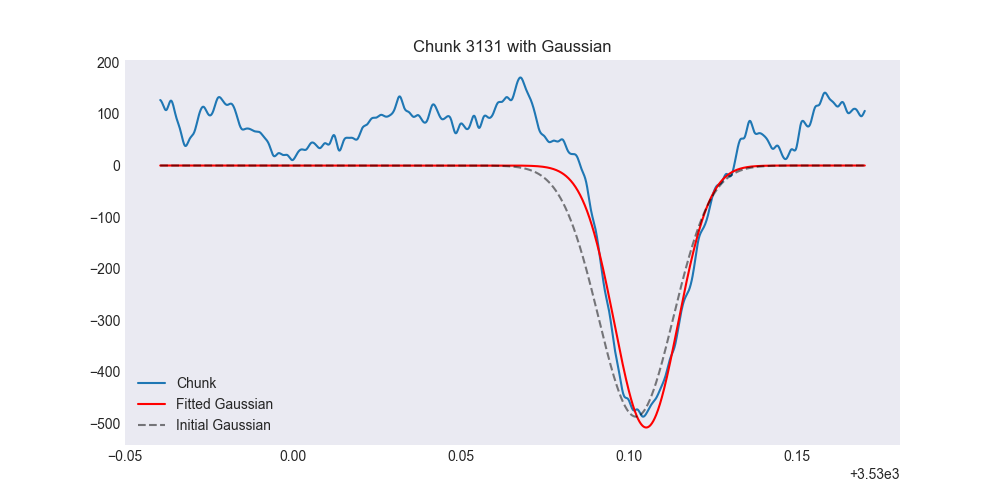 Chunk 3131 with Gaussian
200
100
0
−100
−200
−300
−400
−500
Chunk
Fitted Gaussian
Initial Gaussian
−0.05 0.00 0.05 0.10 0.15
+3.53e3